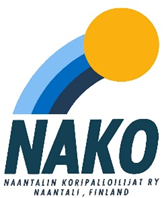 NAKO
NAANTALIN KORIPALLOILIJAT RY
NAANTALI, FINLAND